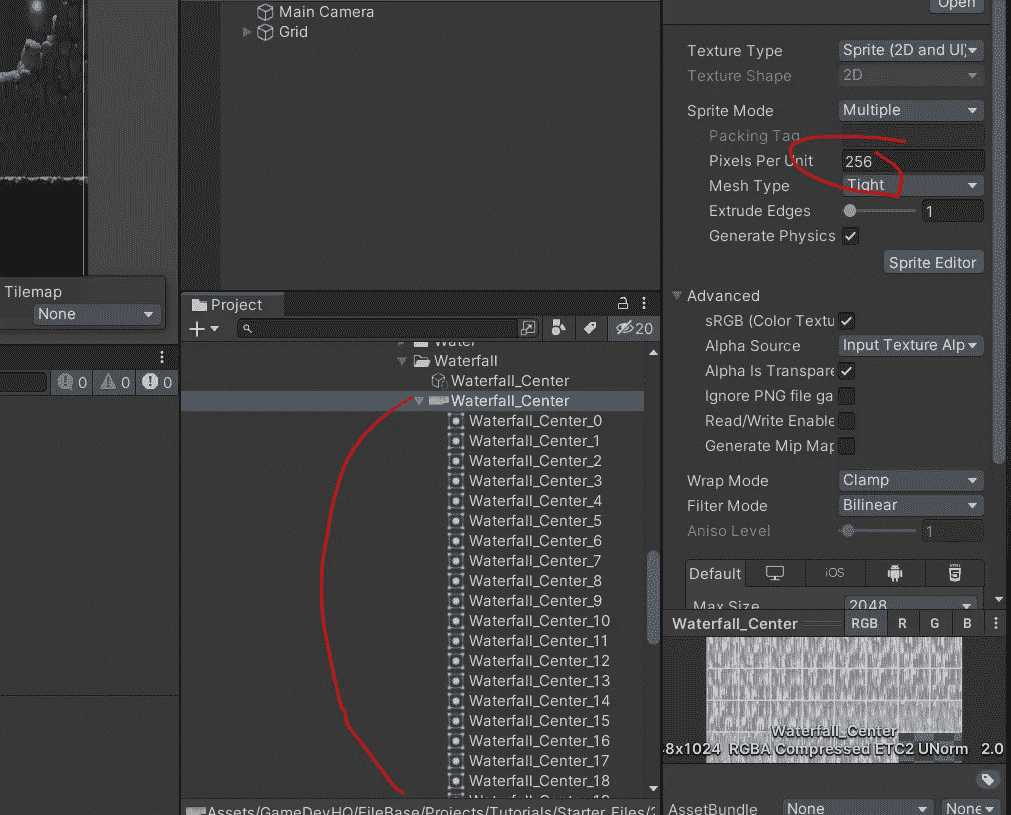 Main Camera
Grid
Tilemap
None
0
0
0
Project
20
Waterfall
Waterfall_Center
Waterfall_Center
Waterfall_Center_0
Waterfall_Center_1
Waterfall_Center_2
Waterfall_Center_3
Waterfall_Center_4
Waterfall_Center_5
Waterfall_Center_6
Waterfall_Center_7
Waterfall_Center_8
Waterfall_Center_9
Waterfall_Center_10
Waterfall_Center_11
Waterfall_Center_12
Waterfall_Center_13
Waterfall_Center_14
Waterfall_Center_15
Waterfall_Center_16
Waterfall_Center_17
Waterfall_Center_18
Assets/GameDevHQ/FileBase/Projects/Tutorials/Starter_Files/2
Open
Texture Type Sprite (2D and UI)
Texture Shape 2D
Sprite Mode Multiple
Packing Tag
Pixels Per Unit 256
Mesh Type Tight
Extrude Edges 1
Generate Physics
Sprite Editor
Advanced
sRGB (Color Textu
Alpha Source Input Texture Alp
Alpha Is Transpare
Ignore PNG file ga
Read/Write Enable
Generate Mip Map
Wrap Mode Clamp
Filter Mode Bilinear
Aniso Level 1
Default iOS
Max Size 2048
Waterfall_Center RGB R G B
Waterfall_Center
8x1024 RGBA Compressed ETC2 UNorm 2.0
AssetBundle None None